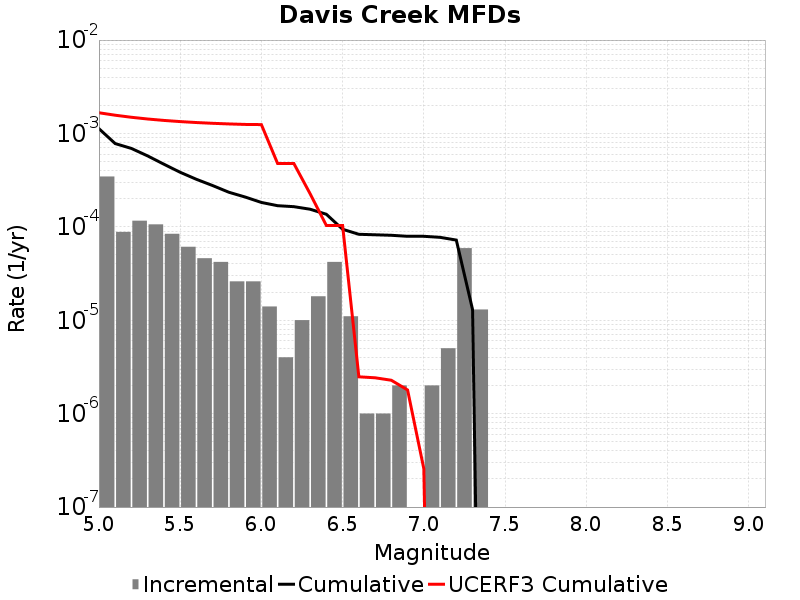 Davis Creek MFDs
10^-2
10^-3
10^-4
10^-5
10^-6
10^-7
Rate (1/yr)
5.0 5.5 6.0 6.5 7.0 7.5 8.0 8.5 9.0
Magnitude
Incremental Cumulative UCERF3 Cumulative